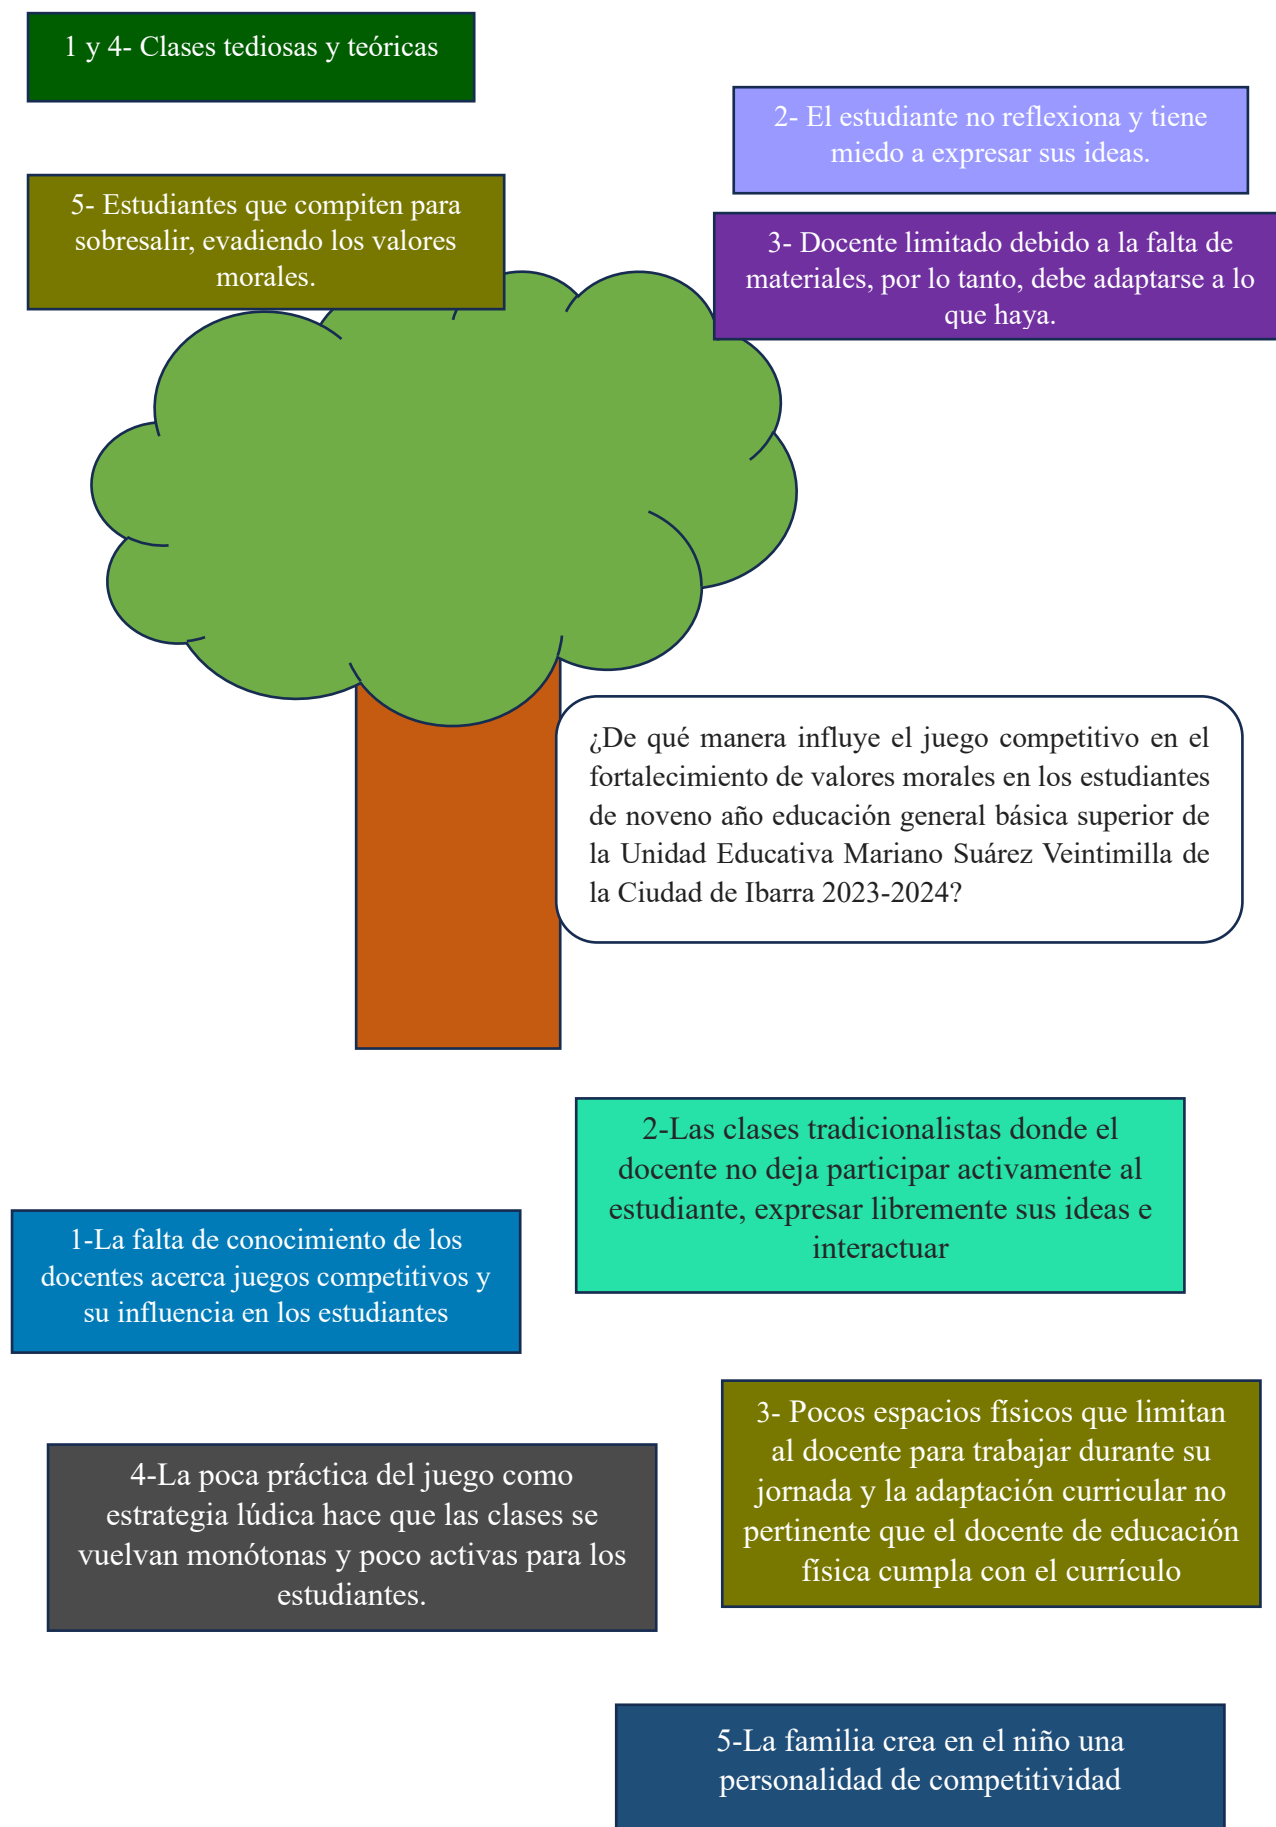 1 y 4- Clases tediosas y teóricas
2- El estudiante no reflexiona y tiene
miedo a expresar sus ideas.
5- Estudiantes que compiten para
sobresalir, evadiendo los valores
morales.
3- Docente limitado debido a la falta de
materiales, por lo tanto, debe adaptarse a lo
que haya.
¿De qué manera influye el juego competitivo en el
fortalecimiento de valores morales en los estudiantes
de noveno año educación general básica superior de
la Unidad Educativa Mariano Suárez Veintimilla de
la Ciudad de Ibarra 2023-2024?
2-Las clases tradicionalistas donde el
docente no deja participar activamente al
estudiante, expresar libremente sus ideas e
interactuar
1-La falta de conocimiento de los
docentes acerca juegos competitivos y
su influencia en los estudiantes
3- Pocos espacios físicos que limitan
al docente para trabajar durante su
jornada y la adaptación curricular no
pertinente que el docente de educación
física cumpla con el currículo
4-La poca práctica del juego como
estrategia lúdica hace que las clases se
vuelvan monótonas y poco activas para los
estudiantes.
5-La familia crea en el niño una
personalidad de competitividad